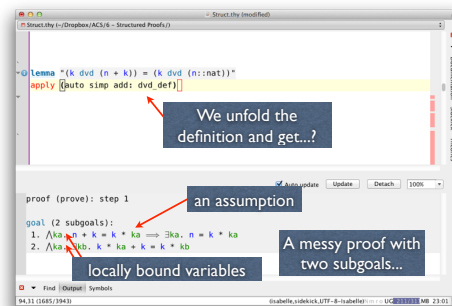 Struct.thy (modified)
Struct.thy (~/Dropbox/ACS/6 - Structured Proofs/)
lemma "(k dvd (n + k)) = (k dvd (n::nat))"
apply (auto simp add: dvd_def)
We unfold the
definition and get...?
Auto update Update Detach 100%
proof (prove): step 1
an assumption
goal (2 subgoals):
1. ⋀ka. n + k = k * ka ⟹ ∃ka. n = k * ka
2. ⋀ka. ∃kb. k * ka + k = k * kb
A messy proof with
two subgoals...
locally bound variables
Find Output Symbols
94,31 (1685/3943) (isabelle,sidekick,UTF-8-Isabelle) MB 23:01